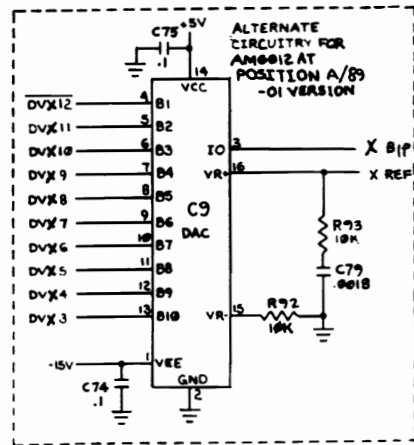 +5V
C75
.1
ALTERNATE
CIRCUITRY FOR
AM6012 AT
POSITION A/89
-01 VERSION
14
VCC
DVX12 4 B1
DVX11 5 B2
DVX10 6 B3
IO 3 X BIP
DVX9 7 B4
VR+ 16 X REF
DVX8 8 B5
DVX7 9 B6
C9
DAC
DVX6 10 B7
R93
10K
DVX5 11 B8
C79
.0018
DVX4 12 B9
DVX3 13 B10
VR- 15 R92
10K
-15V 1 VEE
C74
.1
GND
2